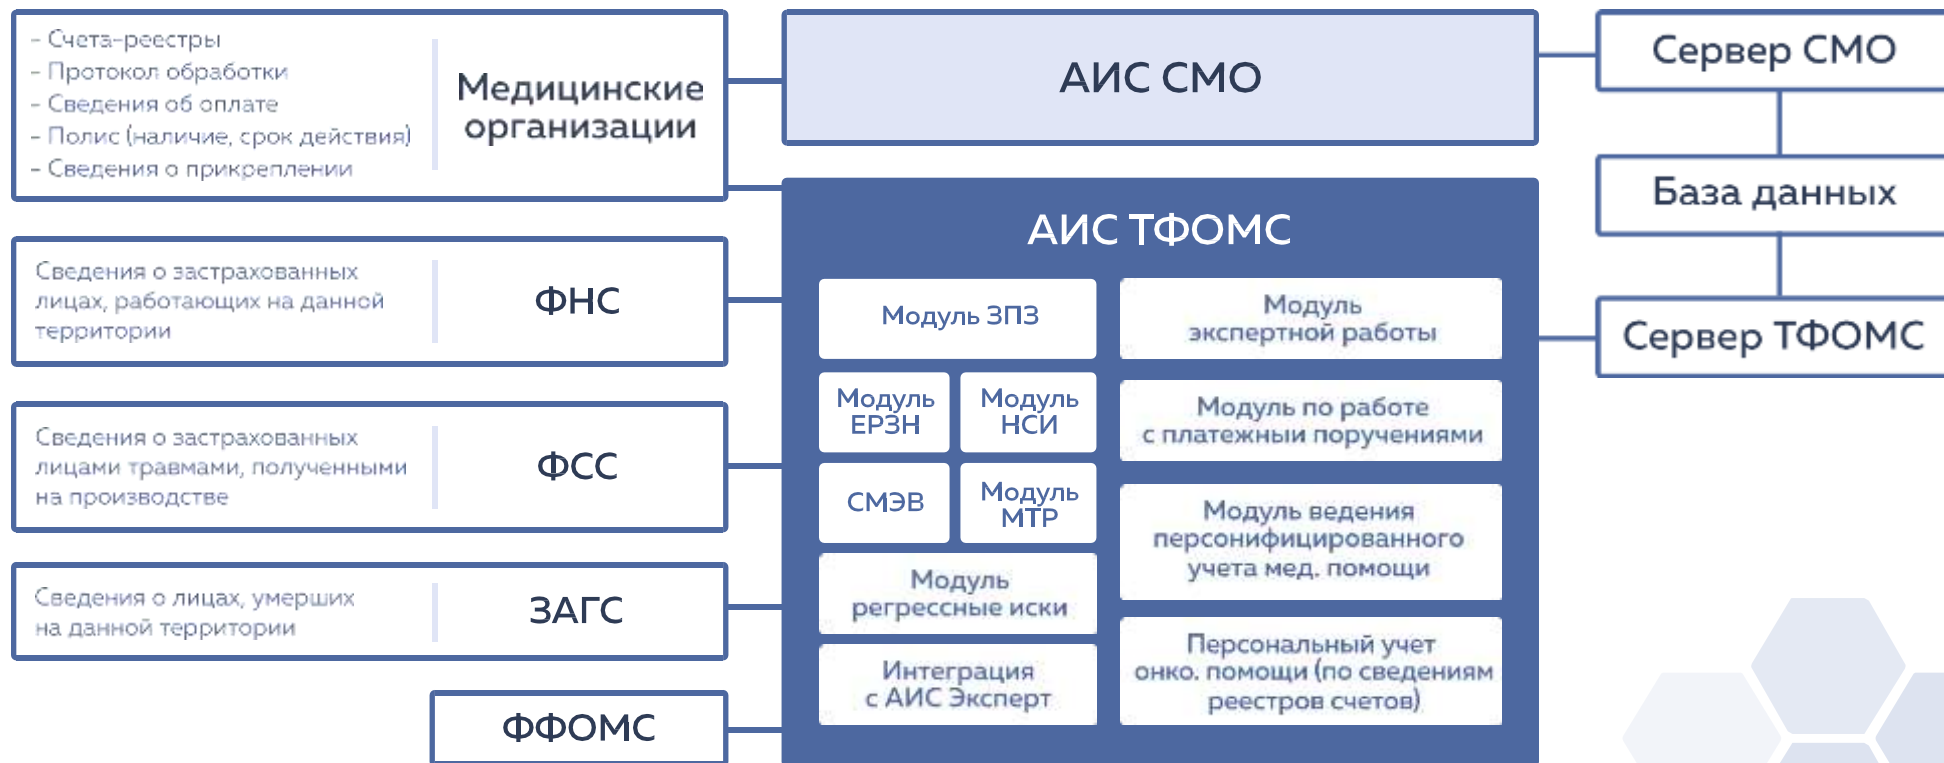 - Счета-реестры
- Протокол обработки
- Сведения об оплате
- Полис (наличие, срок действия)
- Сведения о прикреплении
Медицинские
организации
АИС СМО
Сервер СМО
База данных
Сервер ТФОМС
Сведения о застрахованных
лицах, работающих на данной
территории
ФНС
Сведения о застрахованных
лицами травмами, полученными
на производстве
ФСС
Сведения о лицах, умерших
на данной территории
ЗАГС
ФФОМС
АИС ТФОМС
Модуль ЗПЗ
Модуль
ЕРЗН
Модуль
НСИ
СМЭВ
Модуль
МТР
Модуль
регрессные иски
Интеграция
с АИС Эксперт
Модуль
экспертной работы
Модуль по работе
с платежныи поручениями
Модуль ведения
персонифицированного
учета мед. помощи
Персональный учет
онко. помощи (по сведениям
реестров счетов)